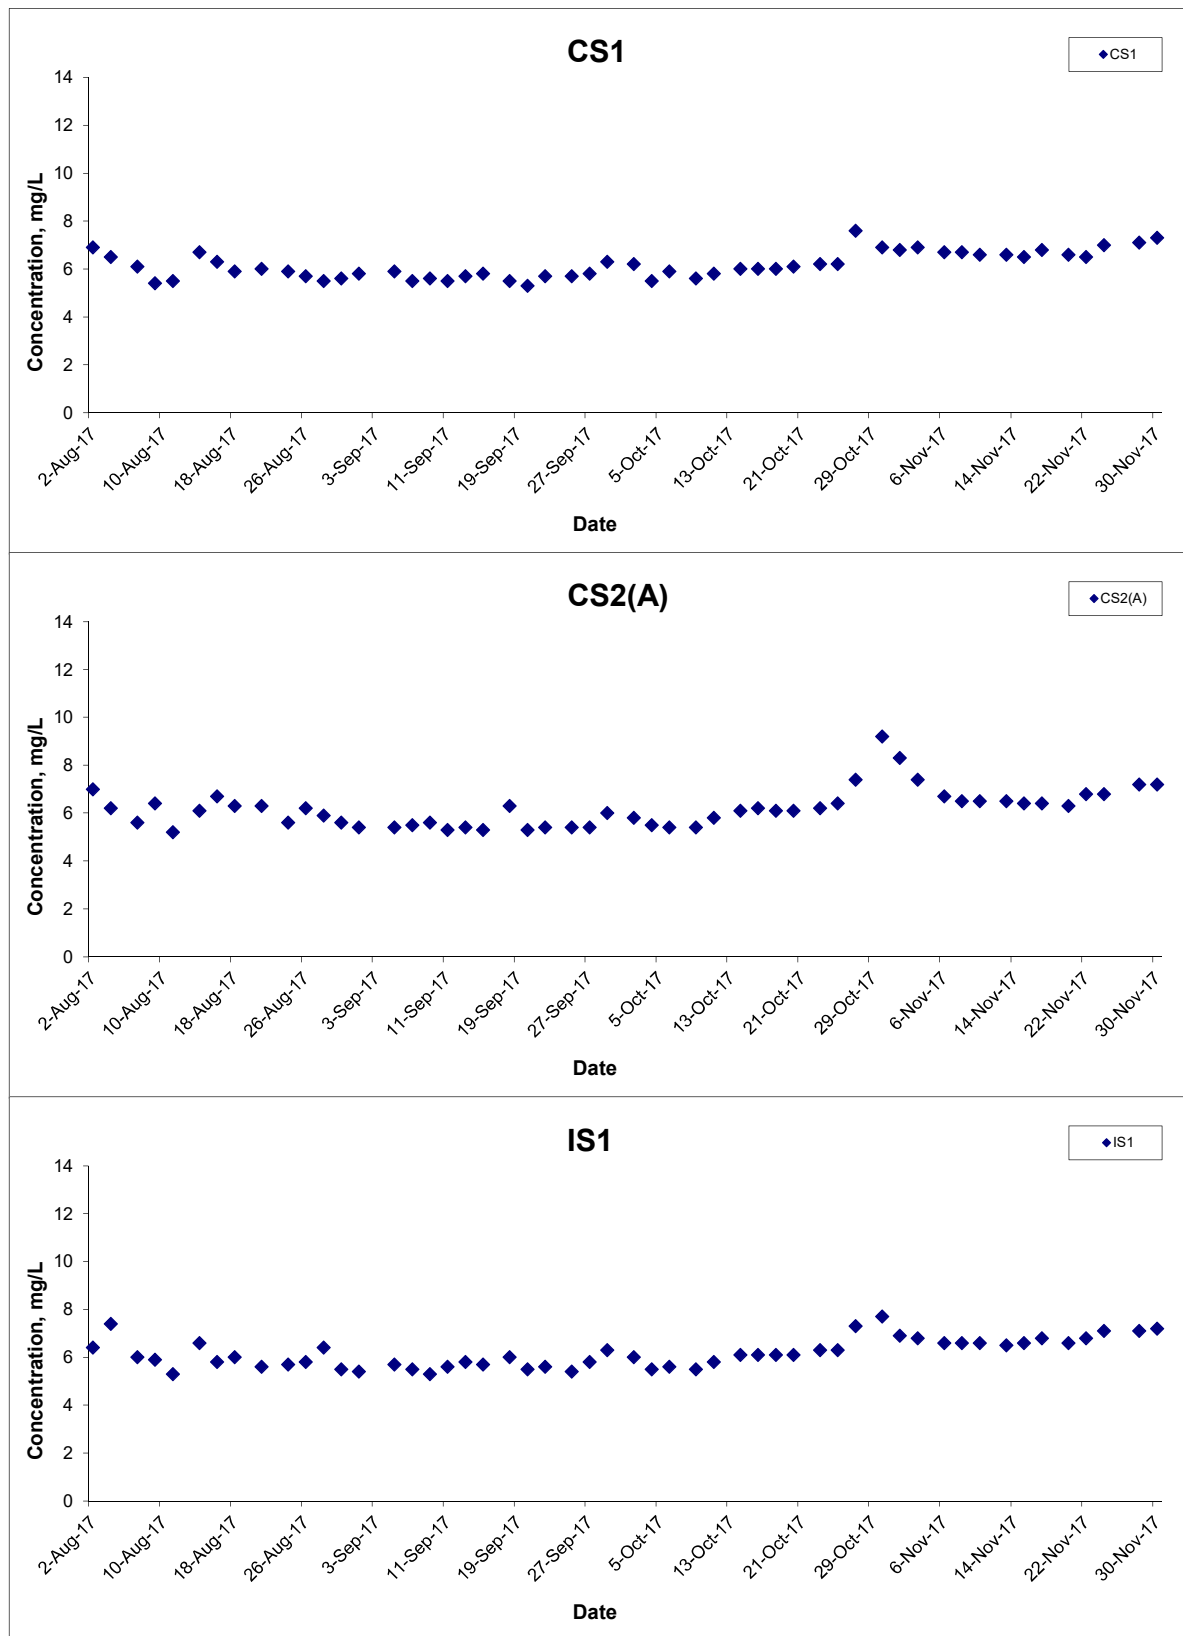 CS1
CS1
14
12
10
8
6
4
2
0
Concentration, mg/L
2-Aug-17 10-Aug-17 18-Aug-17 26-Aug-17 3-Sep-17 11-Sep-17 19-Sep-17 27-Sep-17 5-Oct-17 13-Oct-17 21-Oct-17 29-Oct-17 6-Nov-17 14-Nov-17 22-Nov-17 30-Nov-17
Date
CS2(A)
CS2(A)
14
12
10
8
6
4
2
0
Concentration, mg/L
2-Aug-17 10-Aug-17 18-Aug-17 26-Aug-17 3-Sep-17 11-Sep-17 19-Sep-17 27-Sep-17 5-Oct-17 13-Oct-17 21-Oct-17 29-Oct-17 6-Nov-17 14-Nov-17 22-Nov-17 30-Nov-17
Date
IS1
IS1
14
12
10
8
6
4
2
0
Concentration, mg/L
2-Aug-17 10-Aug-17 18-Aug-17 26-Aug-17 3-Sep-17 11-Sep-17 19-Sep-17 27-Sep-17 5-Oct-17 13-Oct-17 21-Oct-17 29-Oct-17 6-Nov-17 14-Nov-17 22-Nov-17 30-Nov-17
Date